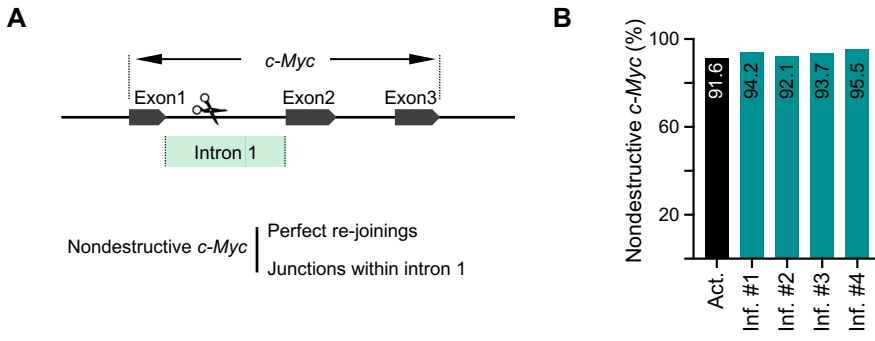 A
c-Myc
Exon1 Exon2 Exon3
Intron 1
Nondestructive c-Myc
Perfect re-joinings
Junctions within intron 1
B
Nondestructive c-Myc (%)
100
60
20
91.6
94.2
92.1
93.7
95.5
Act.
Inf. #1
Inf. #2
Inf. #3
Inf. #4